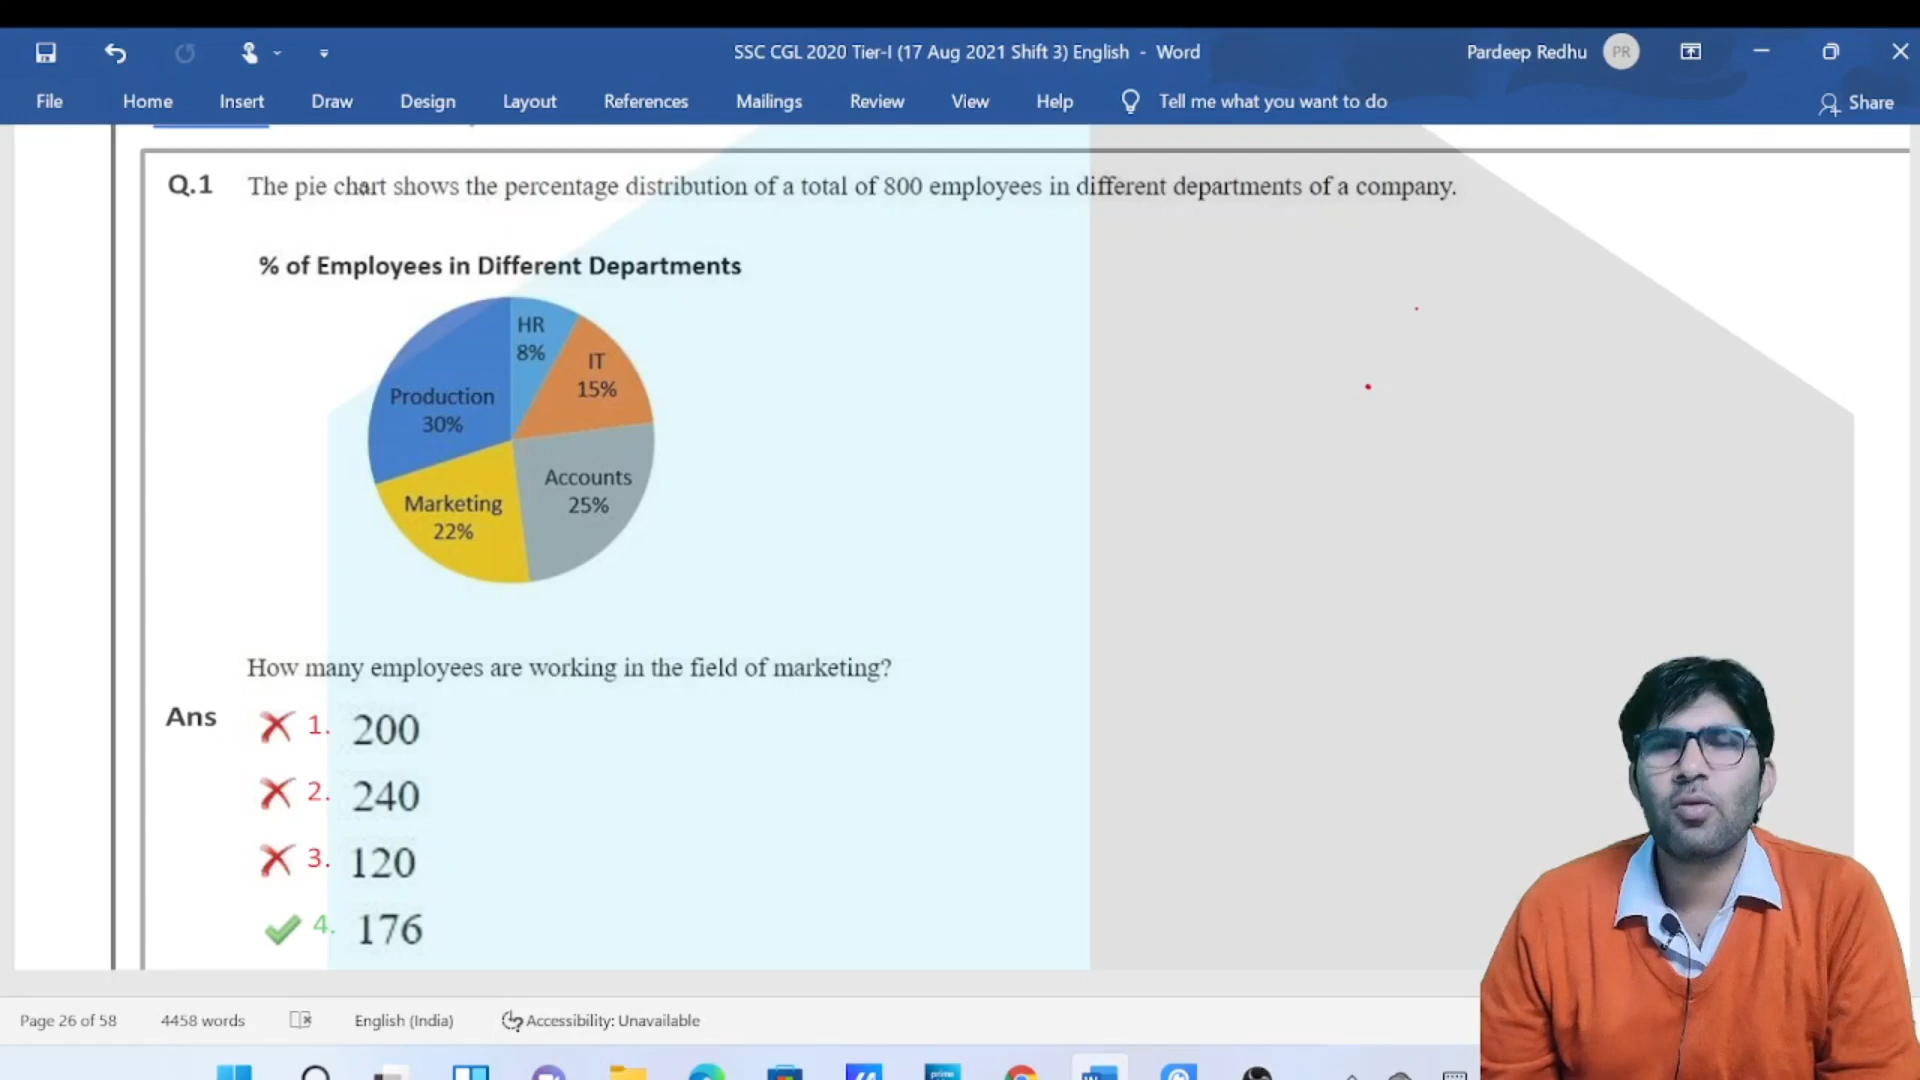 SSC CGL 2020 Tier-I (17 Aug 2021 Shift 3) English - Word
Pardeep Redhu
PR
File Home Insert Draw Design Layout References Mailings Review View Help Tell me what you want to do Share
Q.1 The pie chart shows the percentage distribution of a total of 800 employees in different departments of a company.
% of Employees in Different Departments
HR
8%
IT
15%
Production
30%
Accounts
25%
Marketing
22%
How many employees are working in the field of marketing?
Ans 1. 200
2. 240
3. 120
4. 176
Page 26 of 58 4458 words English (India) Accessibility: Unavailable
prime